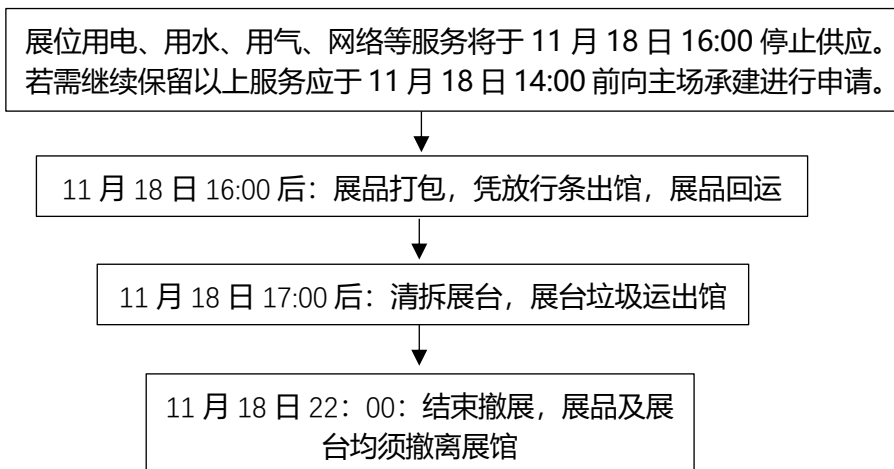 展位用电、用水、用气、网络等服务将于 11 月 18 日 16:00 停止供应。
若需继续保留以上服务应于 11 月 18 日 14:00 前向主场承建进行申请。
11 月 18 日 16:00 后：展品打包，凭放行条出馆，展品回运
11 月 18 日 17:00 后：清拆展台，展台垃圾运出馆
11 月 18 日 22：00：结束撤展，展品及展
台均须撤离展馆